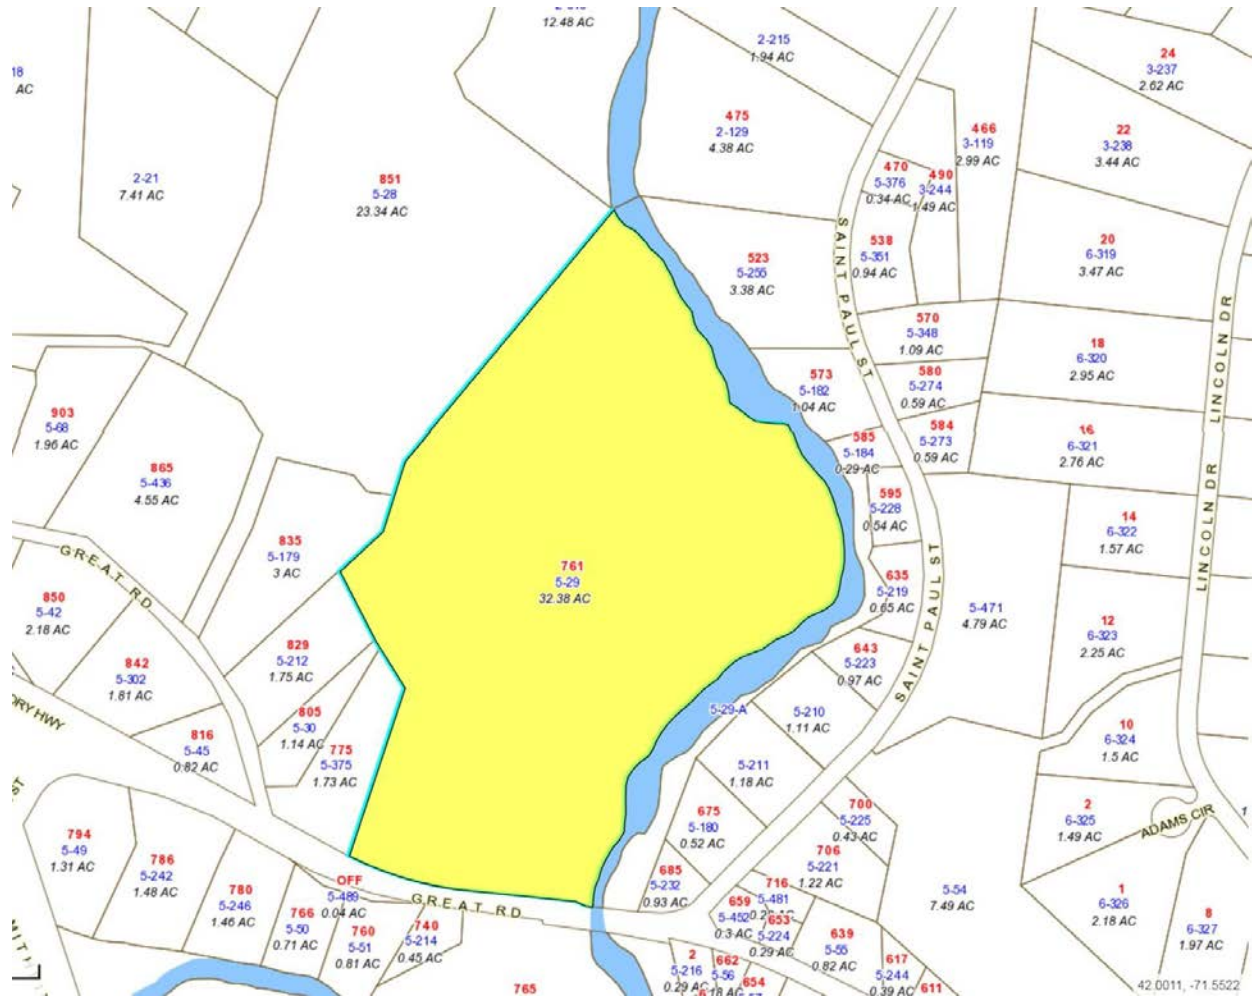 12.48 AC
2-215
1.94 AC
24
3-237
2.62 AC
18
AC
475
2-129
4.38 AC
466
3-119
2.99 AC
22
3-238
3.44 AC
2-21
7.41 AC
851
5-28
23.34 AC
470
5-376
0.34 AC
490
3-244
1.49 AC
523
5-255
3.38 AC
538
5-351
0.94 AC
20
6-319
3.47 AC
SAINT PAUL ST
570
5-348
1.09 AC
18
6-320
2.95 AC
LINCOLN DR
573
5-182
1.04 AC
580
5-274
0.59 AC
903
5-68
1.96 AC
585
5-184
0.29 AC
584
5-273
0.59 AC
16
6-321
2.76 AC
865
5-436
4.55 AC
595
5-228
0.54 AC
14
6-322
1.57 AC
LINCOLN DR
835
5-179
3 AC
GREAT RD
761
5-29
32.38 AC
635
5-219
0.65 AC
SAINT PAUL ST
5-471
4.79 AC
850
5-42
2.18 AC
12
6-323
2.25 AC
829
5-212
1.75 AC
643
5-223
0.97 AC
842
5-302
1.81 AC
805
5-30
1.14 AC
5-29-A
5-210
1.11 AC
ORY HWY
816
5-45
0.82 AC
775
5-375
1.73 AC
10
6-324
1.5 AC
5-211
1.18 AC
ST
675
5-180
0.52 AC
700
5-225
0.43 AC
2
6-325
1.49 AC
ADAMS CIR
1
794
5-49
1.31 AC
786
5-242
1.48 AC
706
5-221
1.22 AC
780
5-246
1.46 AC
OFF
5-489
0.04 AC
685
5-232
0.93 AC
716
5-481
5-54
7.49 AC
1
6-326
2.18 AC
GREAT RD
659
5-452
0.3 AC
653
5-224
0.29 AC
766
5-50
0.71 AC
760
5-51
0.81 AC
740
5-214
0.45 AC
639
5-55
0.82 AC
8
6-327
1.97 AC
2
5-216
0.29 AC
662
5-56
617
5-244
0.39 AC
654
611
765
42.0011, -71.5522